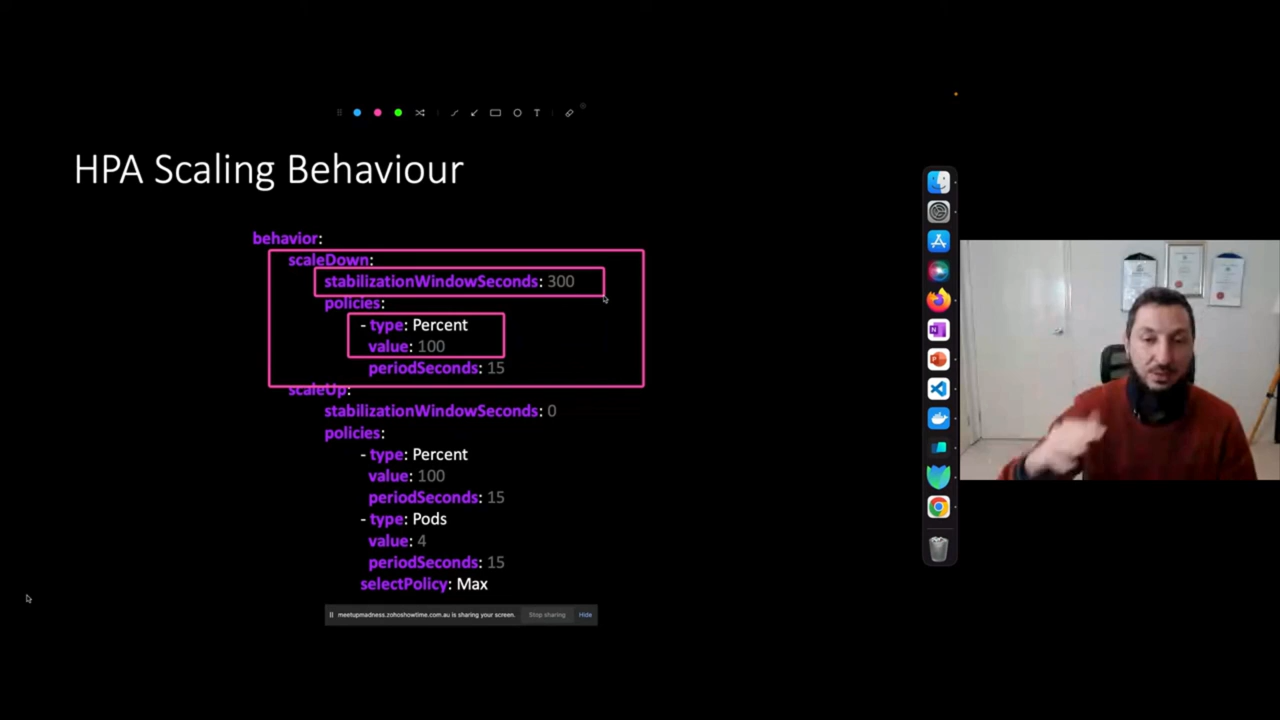 HPA Scaling Behaviour
behavior:
scaleDown:
stabilizationWindowSeconds: 300
policies:
- type: Percent
value: 100
periodSeconds: 15
scaleUp:
stabilizationWindowSeconds: 0
policies:
- type: Percent
value: 100
periodSeconds: 15
- type: Pods
value: 4
periodSeconds: 15
selectPolicy: Max
meetupmadness.zohoshowtime.com.au is sharing your screen. Stop sharing Hide